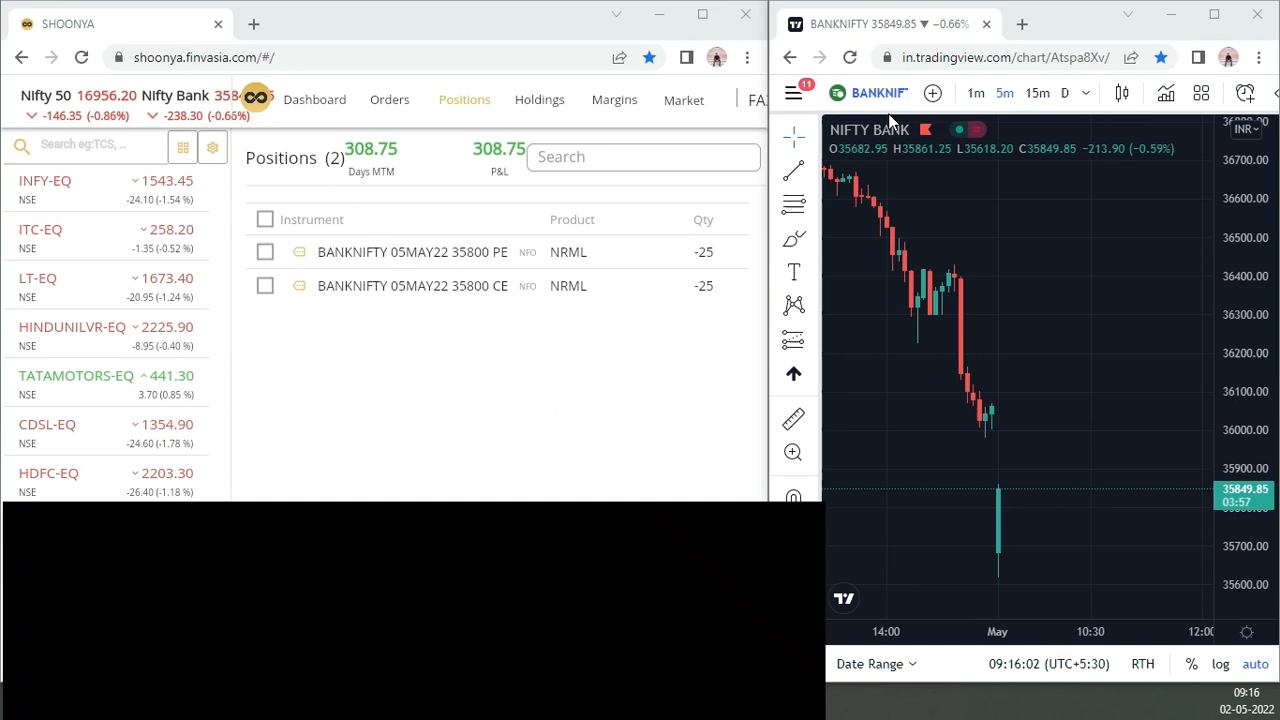 SHOONYA
shoonya.finvasia.com/#/
Nifty 50 16956.20 Nifty Bank
-146.35 (-0.86%) -238.30 (-0.66%)
Dashboard Orders Positions Holdings Margins Market
Search eg:TCS, ...
INFY-EQ 1543.45
NSE -24.10 (-1.54 %)
ITC-EQ 258.20
NSE -1.35 (-0.52 %)
LT-EQ 1673.40
NSE -20.95 (-1.24 %)
HINDUNILVR-EQ 2225.90
NSE -8.95 (-0.40 %)
TATAMOTORS-EQ 441.30
NSE 3.70 (0.85 %)
CDSL-EQ 1354.90
NSE -24.60 (-1.78 %)
HDFC-EQ 2203.30
NSE -26.40 (-1.18 %)
Positions (2) 308.75 308.75 Search
Days MTM P&L
Instrument Product Qty
BANKNIFTY 05MAY22 35800 PE NFO NRML -25
BANKNIFTY 05MAY22 35800 CE NFO NRML -25
BANKNIFTY 35849.85 ▼ −0.66%
in.tradingview.com/chart/Atspa8Xv/
11
BANKNIF 1m 5m 15m D
NIFTY BANK INR
O35682.95 H35861.25 L35618.20 C35849.85 −213.90 (−0.59%)
36700.00
36600.00
36500.00
36400.00
36300.00
36200.00
36100.00
36000.00
35900.00
35849.85
03:57
35700.00
35600.00
14:00 May 10:30 12:00
Date Range 09:16:02 (UTC+5:30) RTH % log auto
09:16
02-05-2022